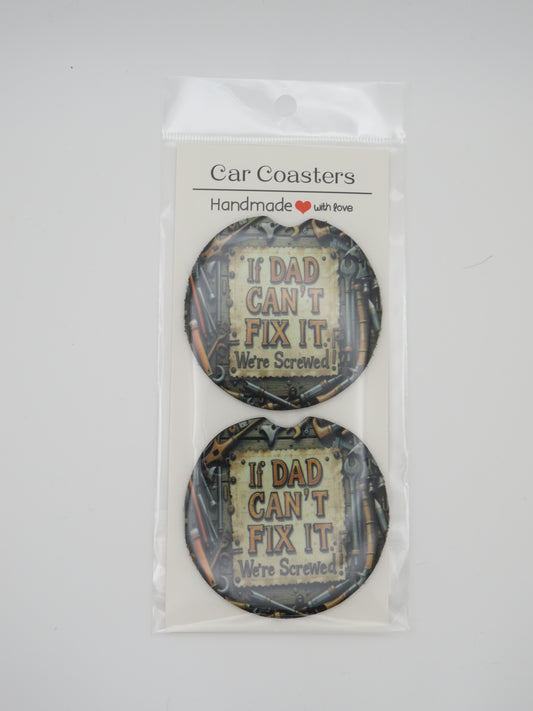 Car Coasters
Handmade ❤ with love
If DAD
CAN'T
FIX IT.
We're Screwed!
If DAD
CAN'T
FIX IT.
We're Screwed!